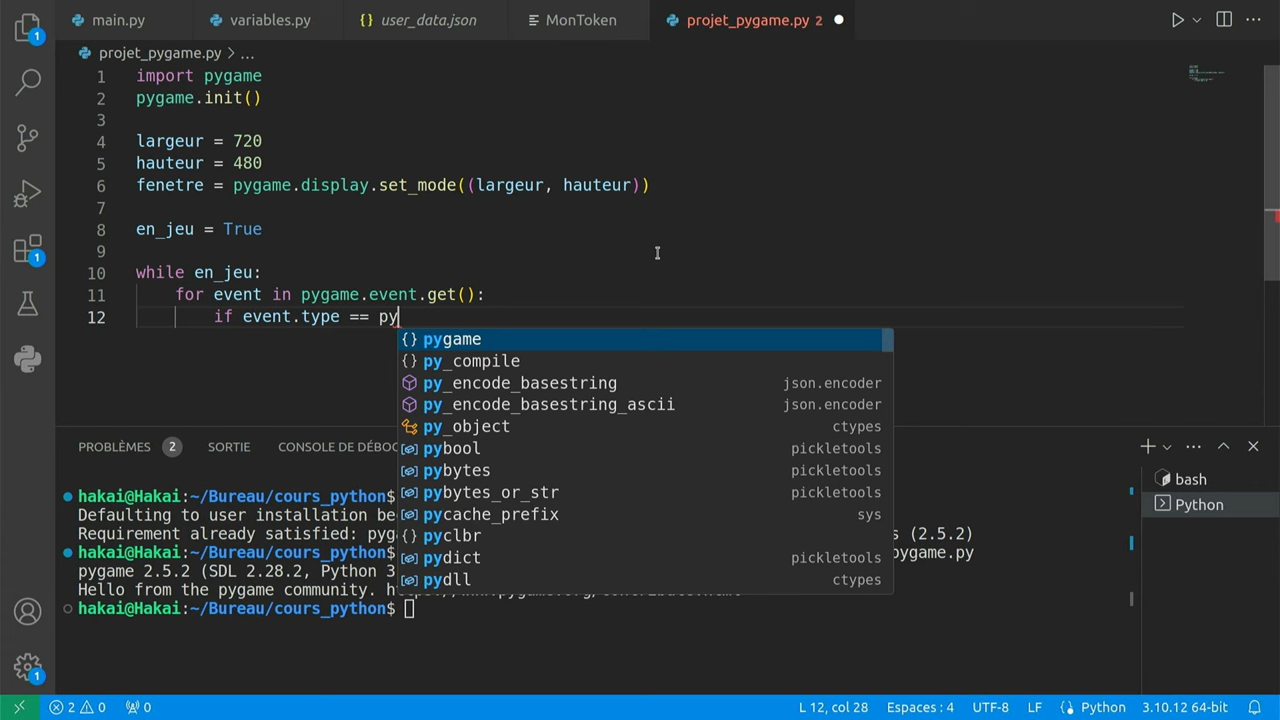 main.py variables.py user_data.json MonToken projet_pygame.py 2
projet_pygame.py > ...
1 import pygame
2 pygame.init()
3
4 largeur = 720
5 hauteur = 480
6 fenetre = pygame.display.set_mode((largeur, hauteur))
7
8 en_jeu = True
9
10 while en_jeu:
11 for event in pygame.event.get():
12 if event.type == py
{} pygame
{} py_compile
py_encode_basestring json.encoder
py_encode_basestring_ascii json.encoder
py_object ctypes
pybool pickletools
pybytes pickletools
pybytes_or_str pickletools
pycache_prefix sys
{} pyclbr
pydict pickletools
pydll ctypes
1
1
1
PROBLÈMES 2 SORTIE CONSOLE DE DÉBOG
hakai@Hakai:~/Bureau/cours_python$
Defaulting to user installation be
Requirement already satisfied: pyg s (2.5.2)
hakai@Hakai:~/Bureau/cours_python$ pygame.py
pygame 2.5.2 (SDL 2.28.2, Python 3
Hello from the pygame community. h
hakai@Hakai:~/Bureau/cours_python$
bash
Python
2 0 0 L 12, col 28 Espaces : 4 UTF-8 LF Python 3.10.12 64-bit